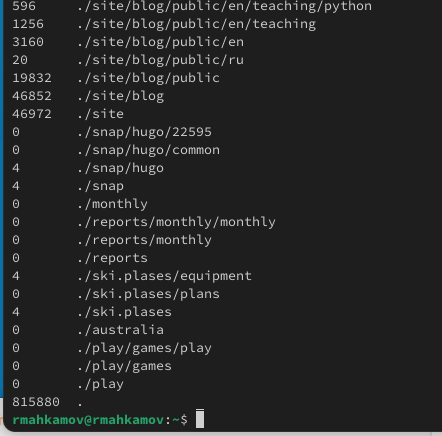 596 ./site/blog/public/en/teaching/python
1256 ./site/blog/public/en/teaching
3160 ./site/blog/public/en
20 ./site/blog/public/ru
19832 ./site/blog/public
46852 ./site/blog
46972 ./site
0 ./snap/hugo/22595
0 ./snap/hugo/common
4 ./snap/hugo
4 ./snap
0 ./monthly
0 ./reports/monthly/monthly
0 ./reports/monthly
0 ./reports
4 ./ski.plases/equipment
0 ./ski.plases/plans
4 ./ski.plases
0 ./australia
0 ./play/games/play
0 ./play/games
0 ./play
815880 .
rmahkamov@rmahkamov:~$